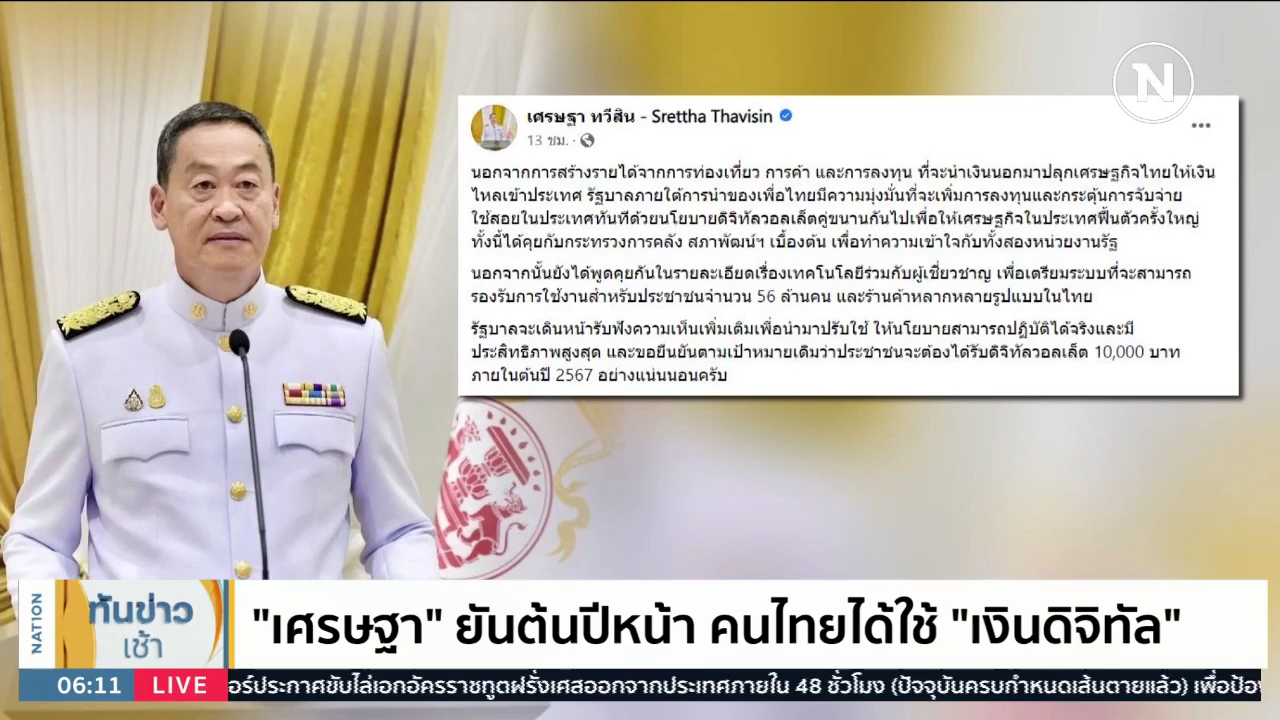 N
เศรษฐา ทวีสิน - Srettha Thavisin
13 ชม.
นอกจากการสร้างรายได้จากการท่องเที่ยว การค้า และการลงทุน ที่จะนำเงินนอกมาปลุกเศรษฐกิจไทยให้เงิน
ไหลเข้าประเทศ รัฐบาลภายใต้การนำของเพื่อไทยมีความมุ่งมั่นที่จะเพิ่มการลงทุนและกระตุ้นการจับจ่าย
ใช้สอยในประเทศทันทีด้วยนโยบายดิจิทัลวอลเล็ตคู่ขนานกันไปเพื่อให้เศรษฐกิจในประเทศฟื้นตัวครั้งใหญ่
ทั้งนี้ได้คุยกับกระทรวงการคลัง สภาพัฒน์ฯ เบื้องต้น เพื่อทำความเข้าใจกับทั้งสองหน่วยงานรัฐ
นอกจากนั้นยังได้พูดคุยกันในรายละเอียดเรื่องเทคโนโลยีร่วมกับผู้เชี่ยวชาญ เพื่อเตรียมระบบที่จะสามารถ
รองรับการใช้งานสำหรับประชาชนจำนวน 56 ล้านคน และร้านค้าหลากหลายรูปแบบในไทย
รัฐบาลจะเดินหน้ารับฟังความเห็นเพิ่มเติมเพื่อนำมาปรับใช้ ให้นโยบายสามารถปฏิบัติได้จริงและมี
ประสิทธิภาพสูงสุด และขอยืนยันตามเป้าหมายเดิมว่าประชาชนจะต้องได้รับดิจิทัลวอลเล็ต 10,000 บาท
ภายในต้นปี 2567 อย่างแน่นอนครับ
NATION
ทันข่าว
เช้า
"เศรษฐา" ยันต้นปีหน้า คนไทยได้ใช้ "เงินดิจิทัล"
06:11 LIVE
อร์ประกาศขับไล่เอกอัครราชทูตฝรั่งเศสออกจากประเทศภายใน 48 ชั่วโมง (ปัจจุบันครบกำหนดเส้นตายแล้ว) เพื่อป้อง